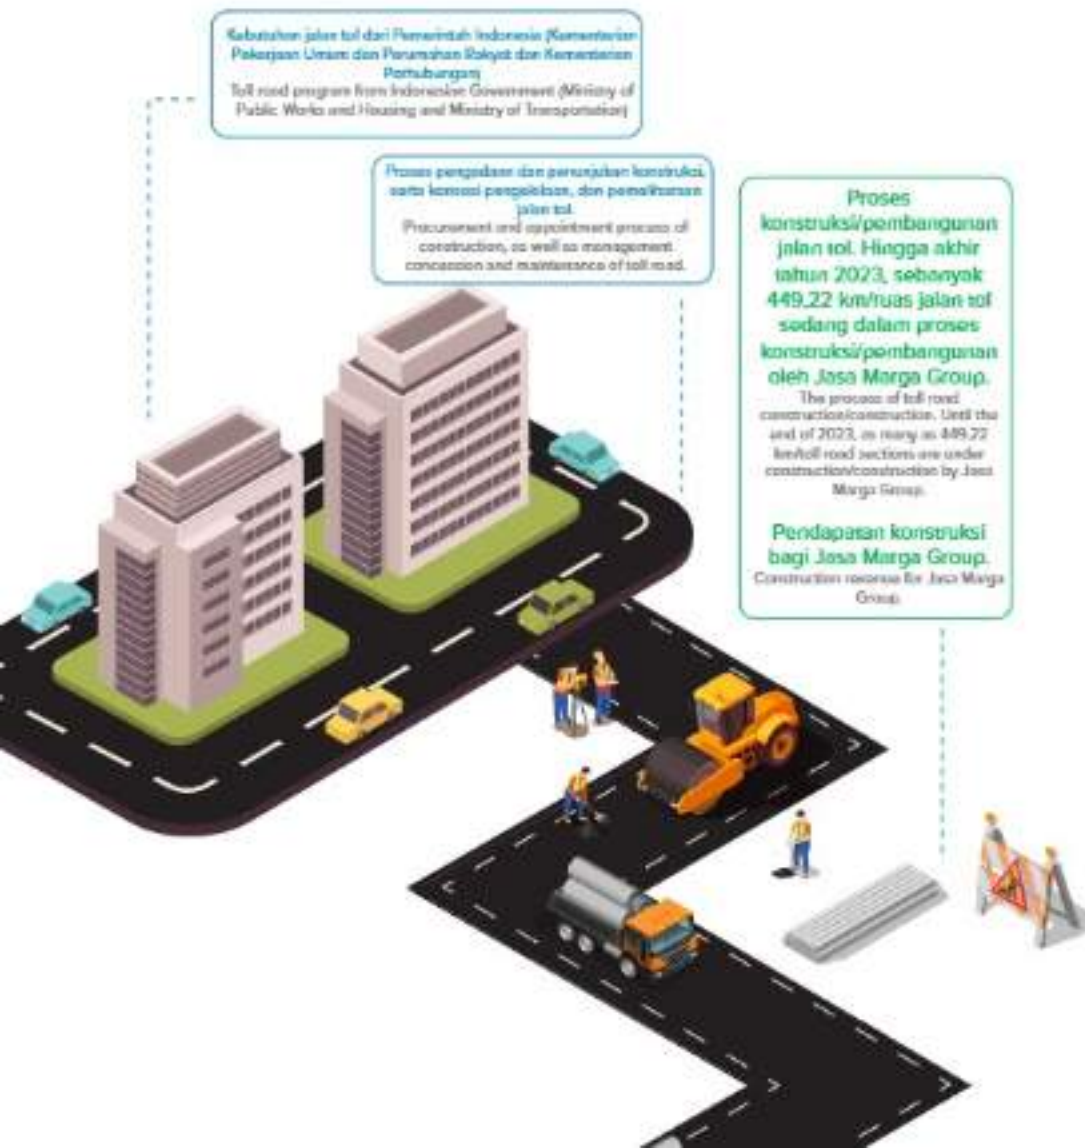 Kebutuhan jalan tol dari Pemerintah Indonesia (Kementerian
Pekerjaan Umum dan Perumahan Rakyat dan Kementerian
Perhubungan)
Toll road program from Indonesian Government (Ministry of
Public Works and Housing and Ministry of Transportation)
Proses pengadaan dan penunjukan konstruksi,
serta konsesi pengelolaan, dan pemeliharaan
jalan tol.
Procurement and appointment process of
construction, as well as management
concession and maintenance of toll road.
Proses
konstruksi/pembangunan
jalan tol. Hingga akhir
tahun 2023, sebanyak
449,22 km/ruas jalan tol
sedang dalam proses
konstruksi/pembangunan
oleh Jasa Marga Group.
The process of toll road
construction/construction. Until the
end of 2023, as many as 449.22
km/toll road sections are under
construction/construction by Jasa
Marga Group.
Pendapatan konstruksi
bagi Jasa Marga Group.
Construction revenue for Jasa Marga
Group.